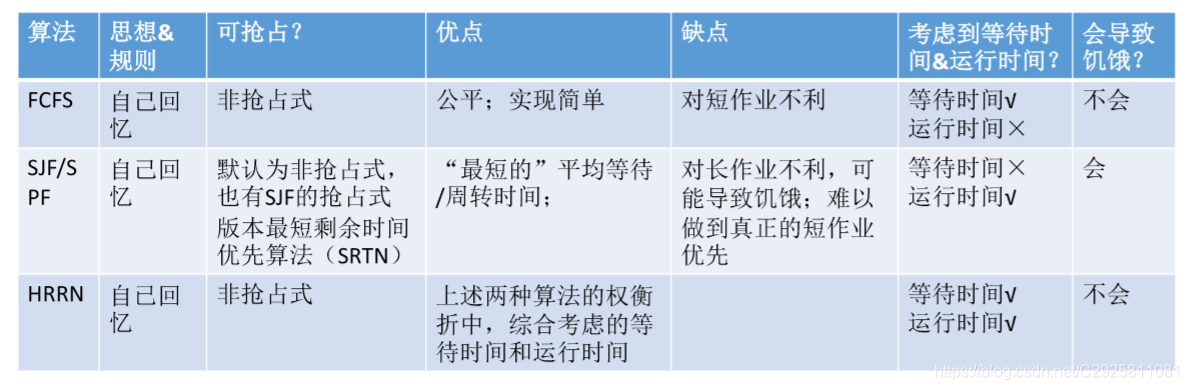 算法
思想&
规则
可抢占？
优点
缺点
考虑到等待时
间&运行时间？
会导致
饥饿？
FCFS
自己回
忆
非抢占式
公平；实现简单
对短作业不利
等待时间√
运行时间×
不会
SJF/S
PF
自己回
忆
默认为非抢占式，
也有SJF的抢占式
版本最短剩余时间
优先算法（SRTN）
“最短的”平均等待
/周转时间；
对长作业不利，可
能导致饥饿；难以
做到真正的短作业
优先
等待时间×
运行时间√
会
HRRN
自己回
忆
非抢占式
上述两种算法的权衡
折中，综合考虑的等
待时间和运行时间
等待时间√
运行时间√
不会
https://blog.csdn.net/C2925811081